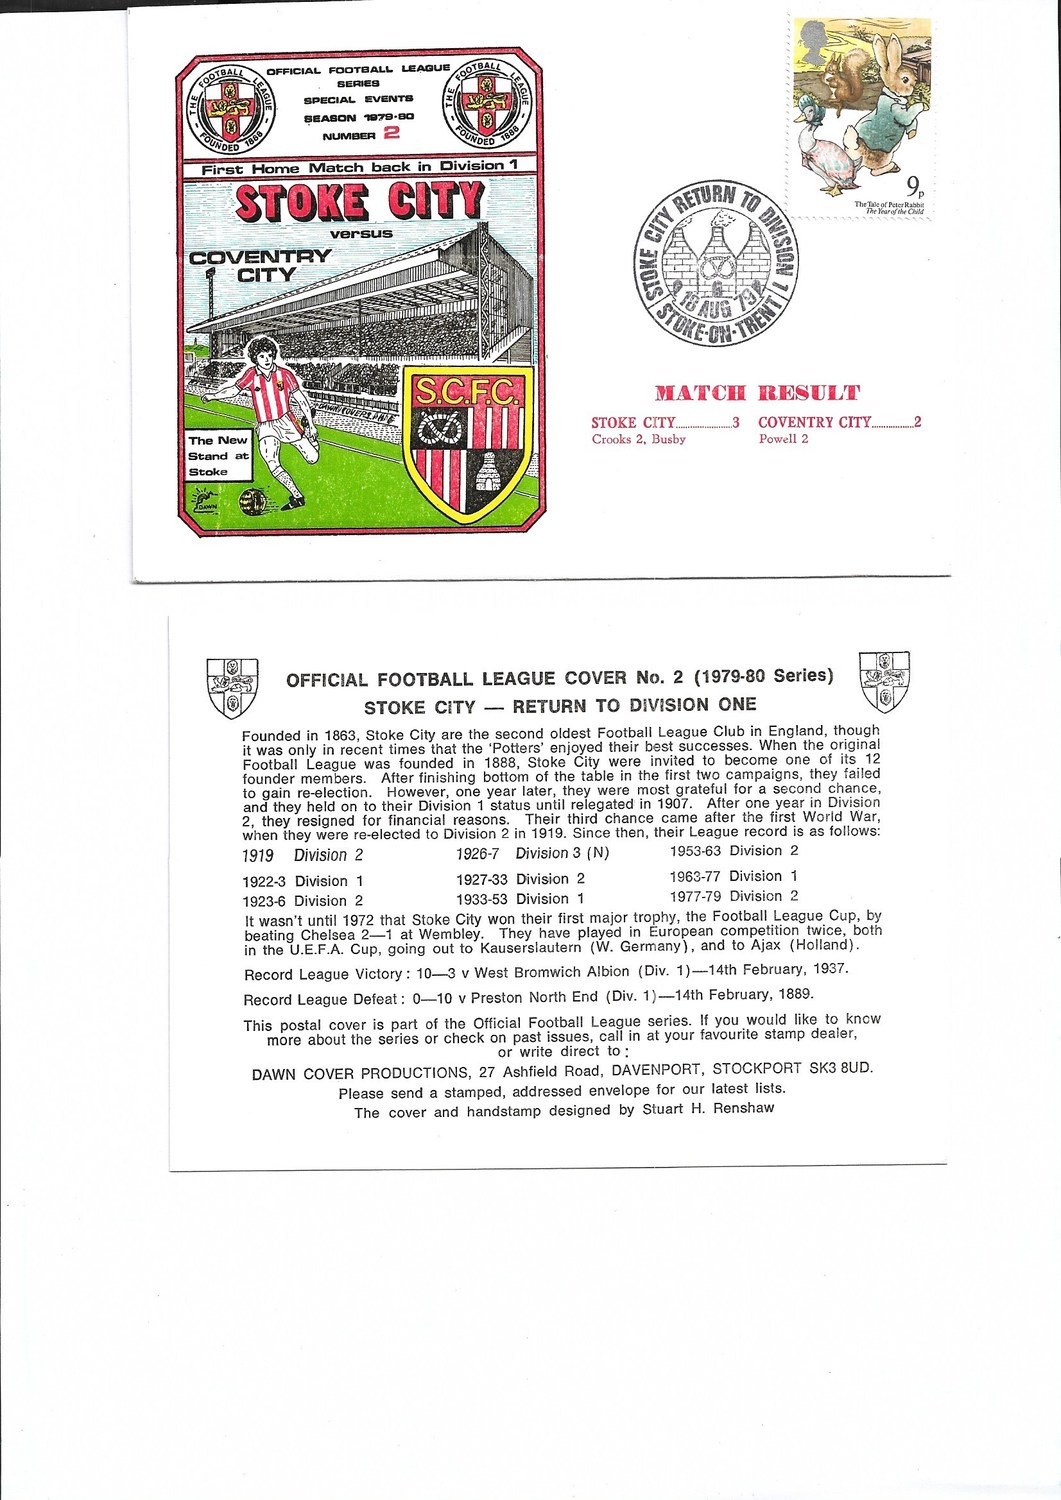 THE FOOTBALL LEAGUE
FOUNDED 1888
OFFICIAL FOOTBALL LEAGUE
SERIES
SPECIAL EVENTS
SEASON 1979-80
NUMBER 2
THE FOOTBALL LEAGUE
FOUNDED 1888
First Home Match back in Division 1
STOKE CITY
versus
COVENTRY
CITY
S.C.F.C.
The New
Stand at
Stoke
DAWN
9p
The Tale of Peter Rabbit
The Year of the Child
STOKE CITY RETURN TO DIVISION 1
18 AUG 79
STOKE-ON-TRENT
MATCH RESULT
STOKE CITY....................3 COVENTRY CITY...............2
Crooks 2, Busby Powell 2
OFFICIAL FOOTBALL LEAGUE COVER No. 2 (1979-80 Series)
STOKE CITY — RETURN TO DIVISION ONE
Founded in 1863, Stoke City are the second oldest Football League Club in England, though
it was only in recent times that the 'Potters' enjoyed their best successes. When the original
Football League was founded in 1888, Stoke City were invited to become one of its 12
founder members. After finishing bottom of the table in the first two campaigns, they failed
to gain re-election. However, one year later, they were most grateful for a second chance,
and they held on to their Division 1 status until relegated in 1907. After one year in Division
2, they resigned for financial reasons. Their third chance came after the first World War,
when they were re-elected to Division 2 in 1919. Since then, their League record is as follows:
1919 Division 2 1926-7 Division 3 (N) 1953-63 Division 2
1922-3 Division 1 1927-33 Division 2 1963-77 Division 1
1923-6 Division 2 1933-53 Division 1 1977-79 Division 2
It wasn't until 1972 that Stoke City won their first major trophy, the Football League Cup, by
beating Chelsea 2—1 at Wembley. They have played in European competition twice, both
in the U.E.F.A. Cup, going out to Kauserslautern (W. Germany), and to Ajax (Holland).
Record League Victory: 10—3 v West Bromwich Albion (Div. 1)—14th February, 1937.
Record League Defeat: 0—10 v Preston North End (Div. 1)—14th February, 1889.
This postal cover is part of the Official Football League series. If you would like to know
more about the series or check on past issues, call in at your favourite stamp dealer,
or write direct to:
DAWN COVER PRODUCTIONS, 27 Ashfield Road, DAVENPORT, STOCKPORT SK3 8UD.
Please send a stamped, addressed envelope for our latest lists.
The cover and handstamp designed by Stuart H. Renshaw